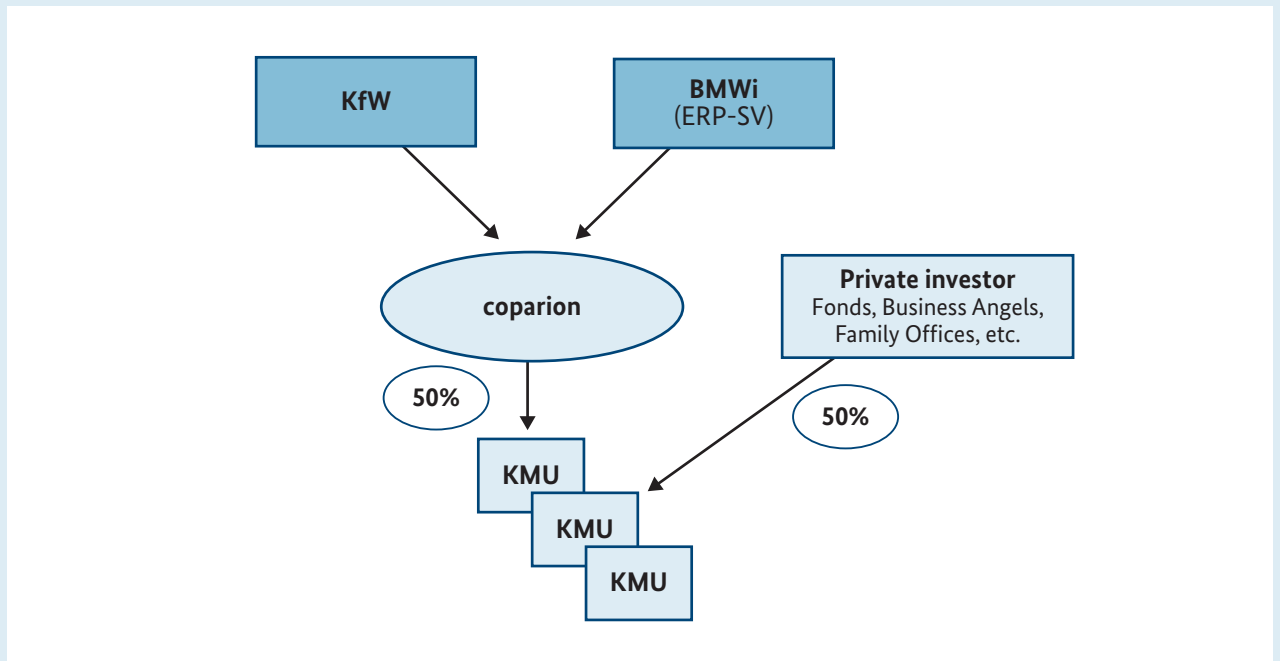 KfW
BMWi
(ERP-SV)
coparion
Private investor
Fonds, Business Angels,
Family Offices, etc.
50%
50%
KMU
KMU
KMU